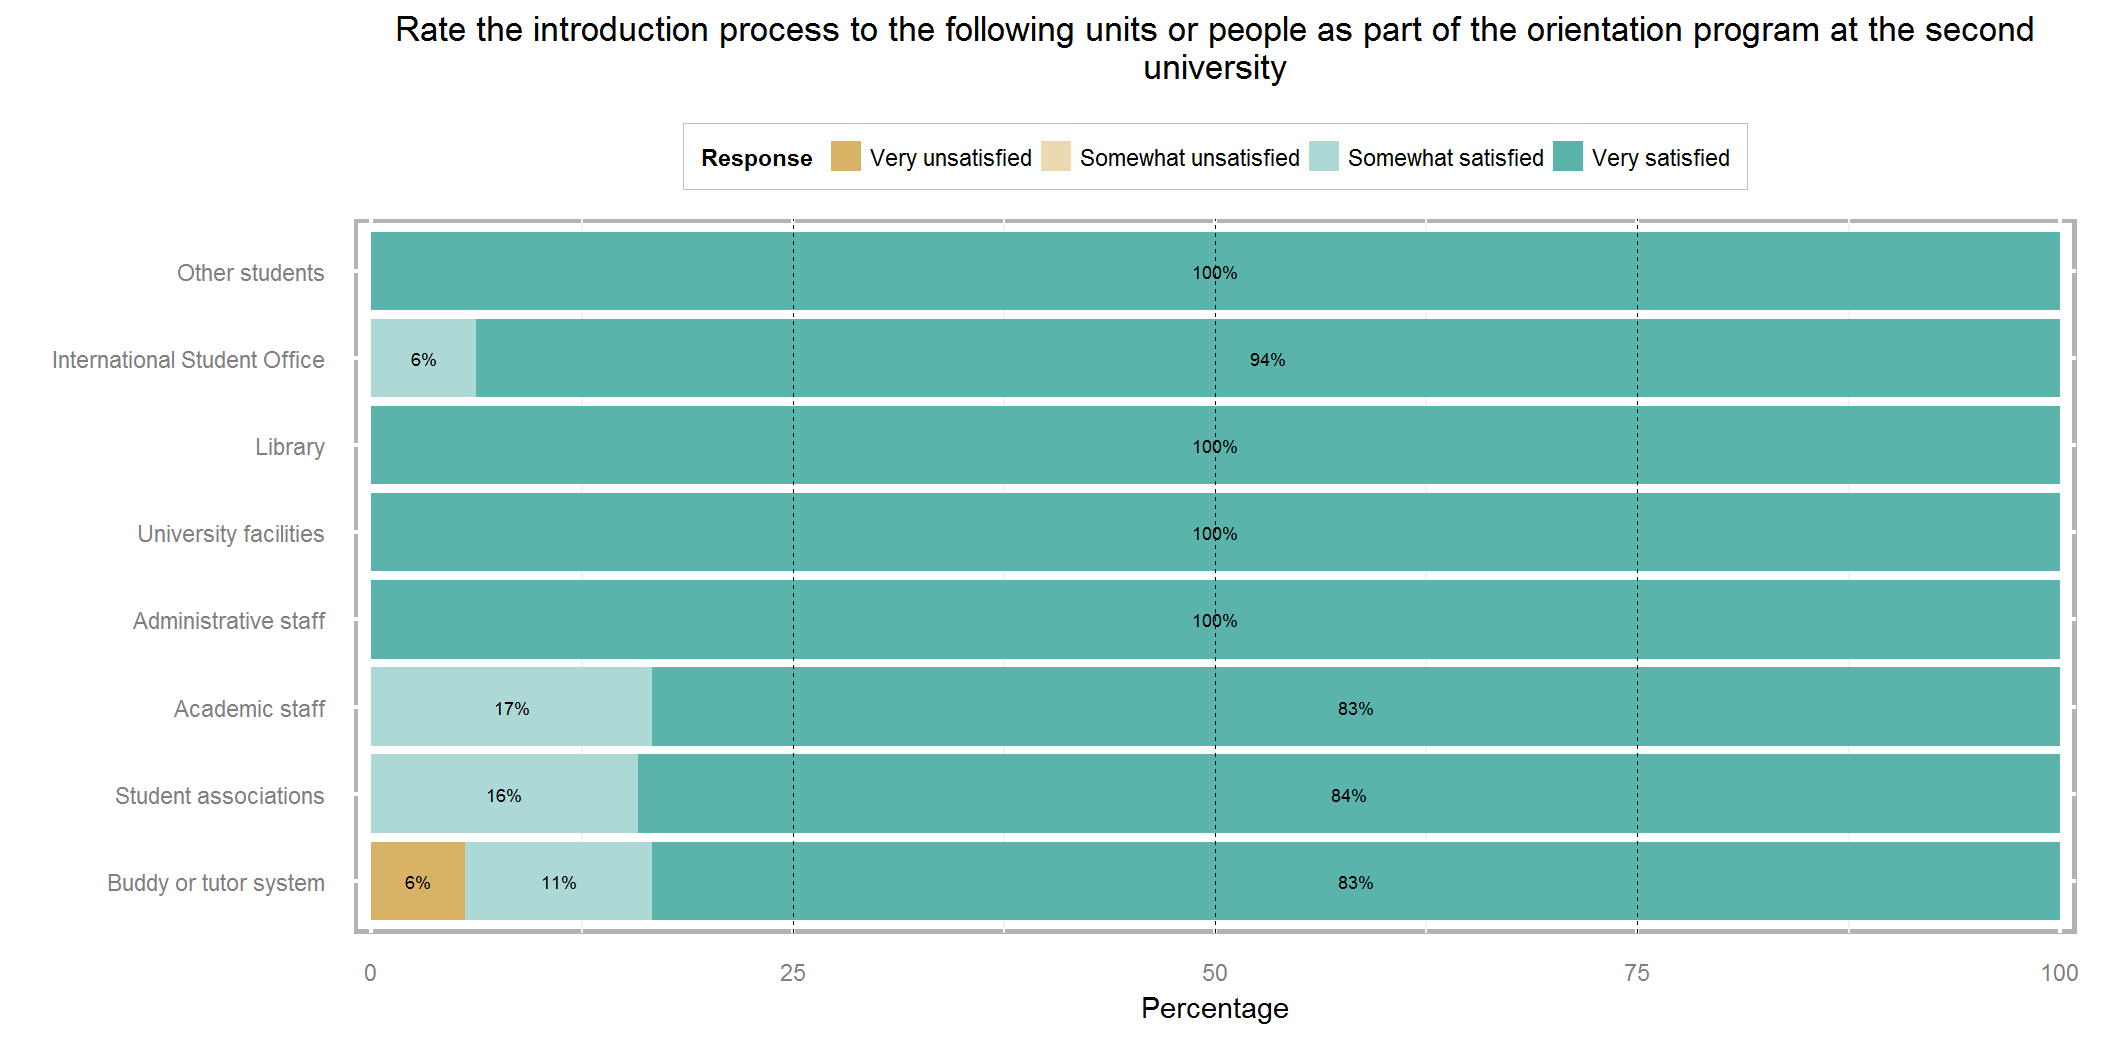 Rate the introduction process to the following units or people as part of the orientation program at the second
university
Response Very unsatisfied Somewhat unsatisfied Somewhat satisfied Very satisfied
Other students 100%
International Student Office 6% 94%
Library 100%
University facilities 100%
Administrative staff 100%
Academic staff 17% 83%
Student associations 16% 84%
Buddy or tutor system 6% 11% 83%
0 25 50 75 100
Percentage